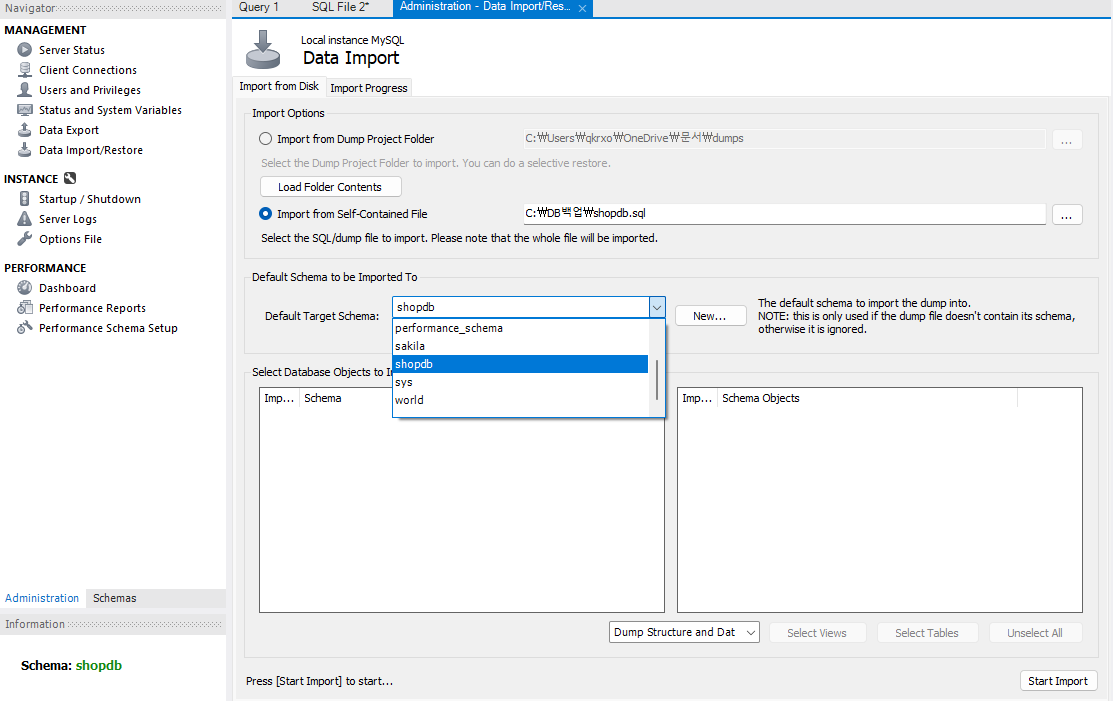 Navigator
Query 1
SQL File 2*
Administration - Data Import/Res...
MANAGEMENT
Server Status
Client Connections
Users and Privileges
Status and System Variables
Data Export
Data Import/Restore
INSTANCE
Startup / Shutdown
Server Logs
Options File
PERFORMANCE
Dashboard
Performance Reports
Performance Schema Setup
Administration
Schemas
Information
Schema: shopdb
Local instance MySQL
Data Import
Import from Disk
Import Progress
Import Options
Import from Dump Project Folder
C:₩Users₩qkrxo₩OneDrive₩문서₩dumps
...
Select the Dump Project Folder to import. You can do a selective restore.
Load Folder Contents
Import from Self-Contained File
C:₩DB백업₩shopdb.sql
...
Select the SQL/dump file to import. Please note that the whole file will be imported.
Default Schema to be Imported To
Default Target Schema:
shopdb
New...
The default schema to import the dump into.
NOTE: this is only used if the dump file doesn't contain its schema,
otherwise it is ignored.
performance_schema
sakila
shopdb
sys
world
Select Database Objects to I
Imp...
Schema
Imp...
Schema Objects
Dump Structure and Dat
Select Views
Select Tables
Unselect All
Press [Start Import] to start...
Start Import